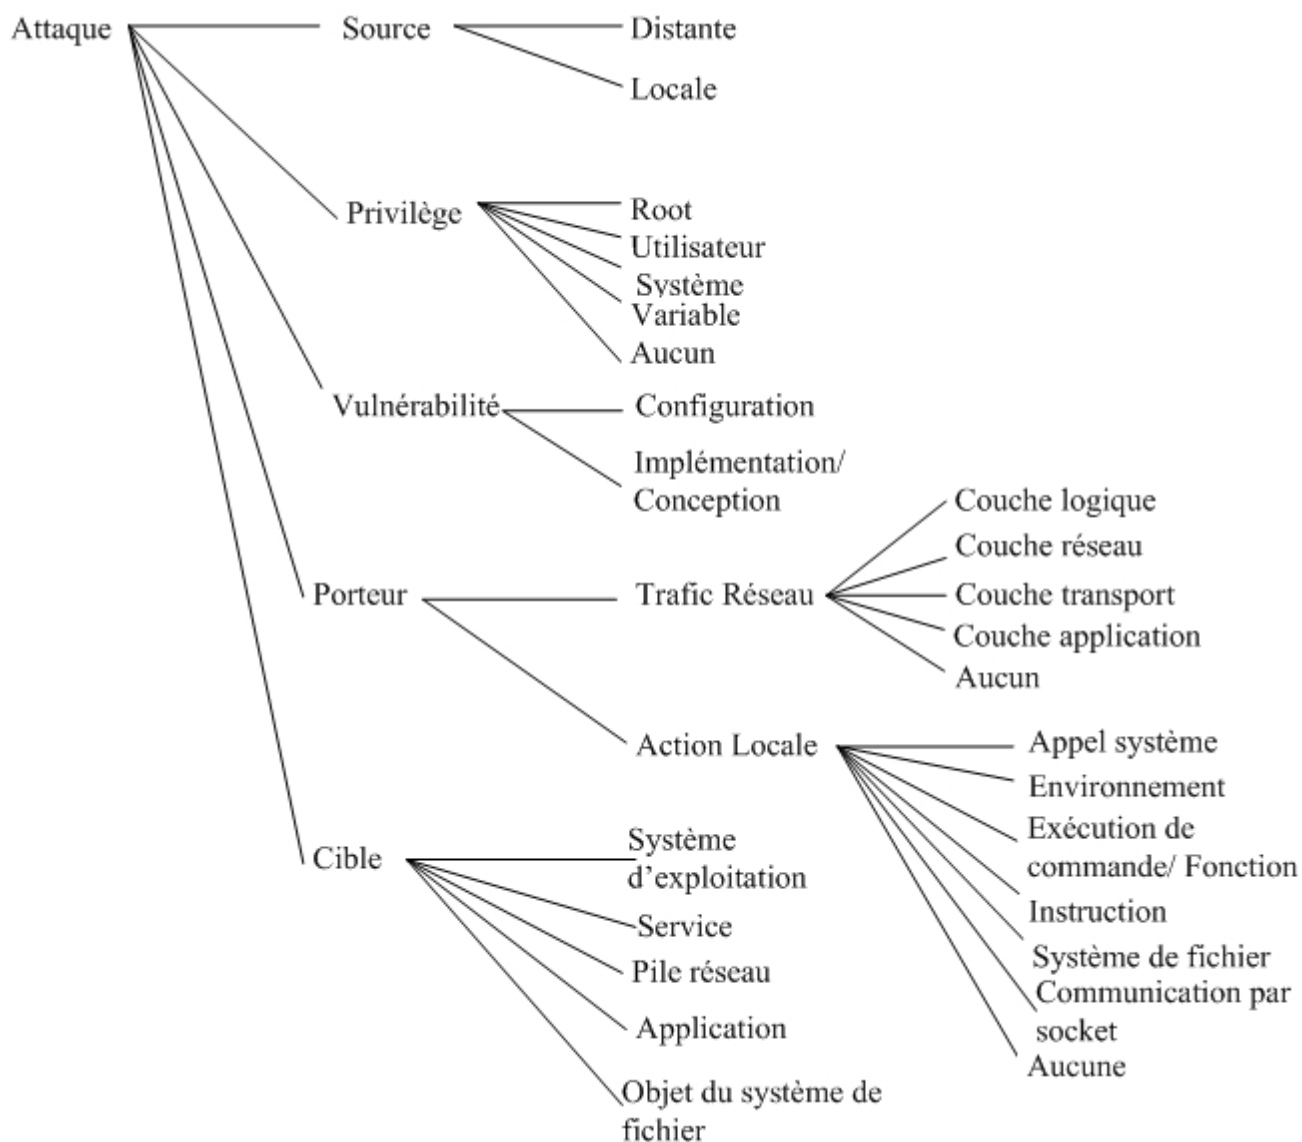 Attaque
Source
Distante
Locale
Privilège
Root
Utilisateur
Système
Variable
Aucun
Vulnérabilité
Configuration
Implémentation/
Conception
Porteur
Trafic Réseau
Couche logique
Couche réseau
Couche transport
Couche application
Aucun
Action Locale
Appel système
Environnement
Exécution de
commande/ Fonction
Instruction
Système de fichier
Communication par
socket
Aucune
Cible
Système
d’exploitation
Service
Pile réseau
Application
Objet du système de
fichier